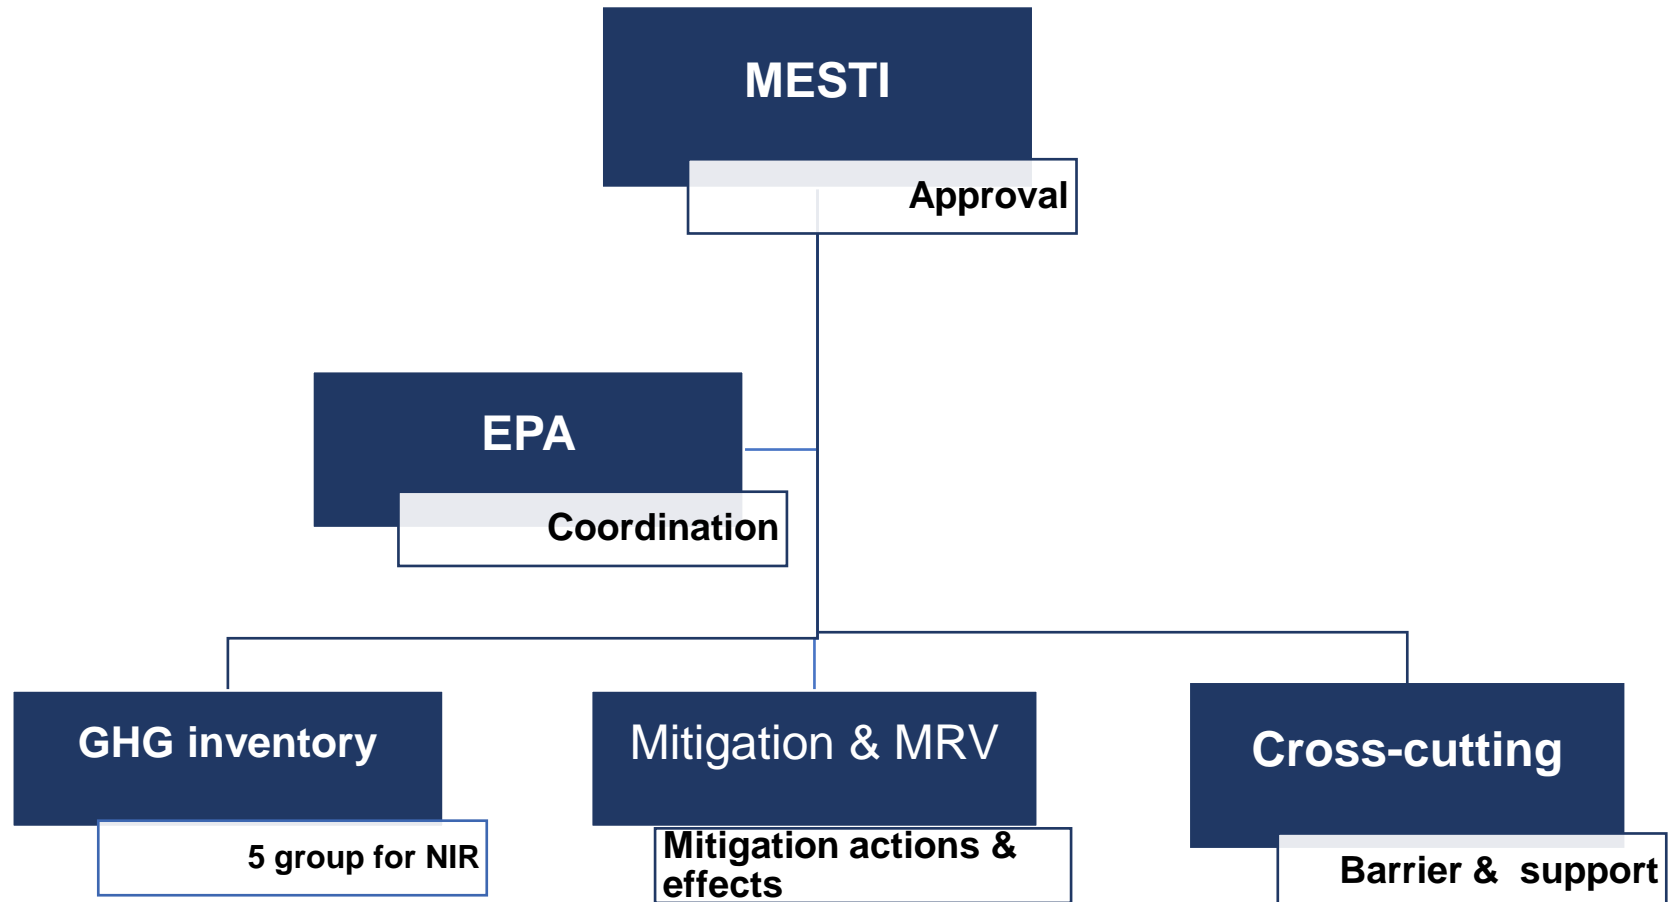 MESTI
Approval
EPA
Coordination
GHG inventory
5 group for NIR
Mitigation & MRV
Mitigation actions &
effects
Cross-cutting
Barrier &  support